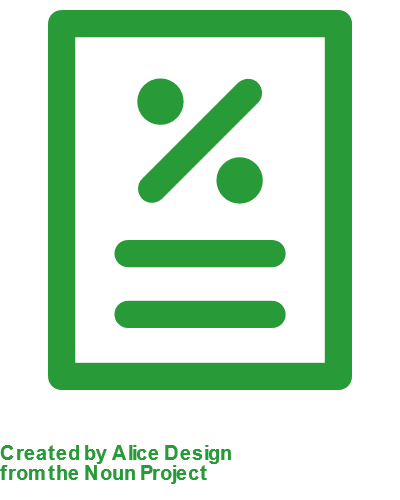 %
Created by Alice Design
from the Noun Project